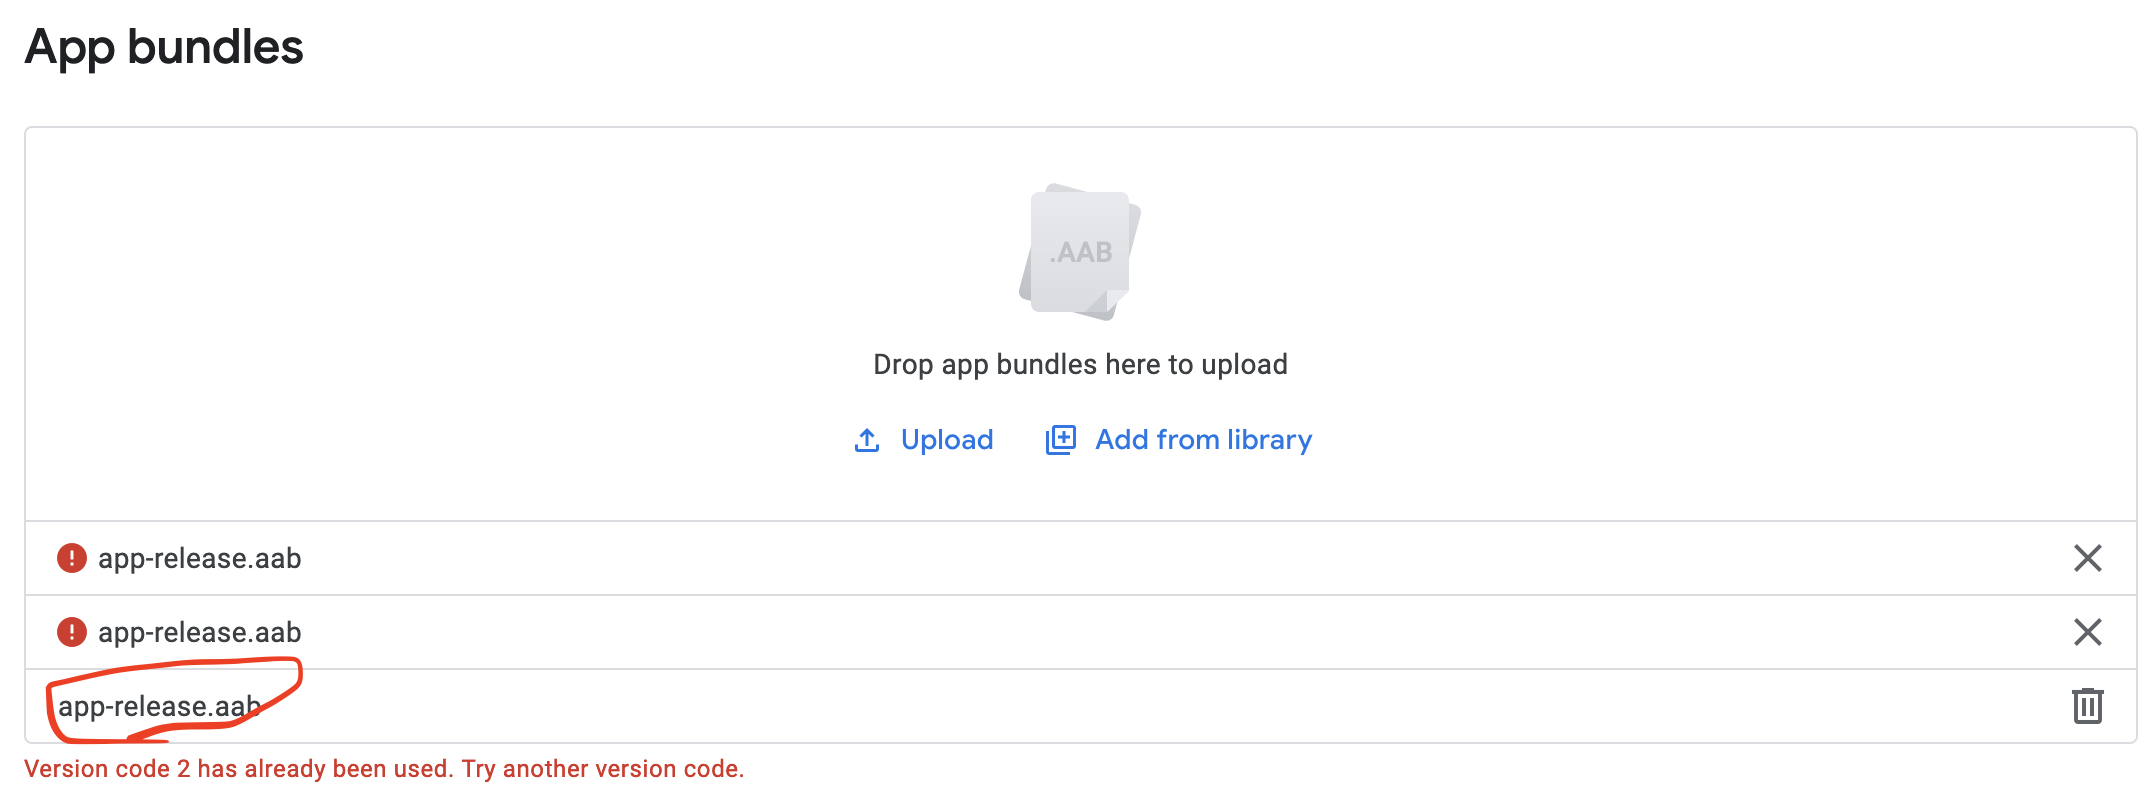 App bundles
.AAB
Drop app bundles here to upload
Upload Add from library
app-release.aab
app-release.aab
app-release.aab
Version code 2 has already been used. Try another version code.